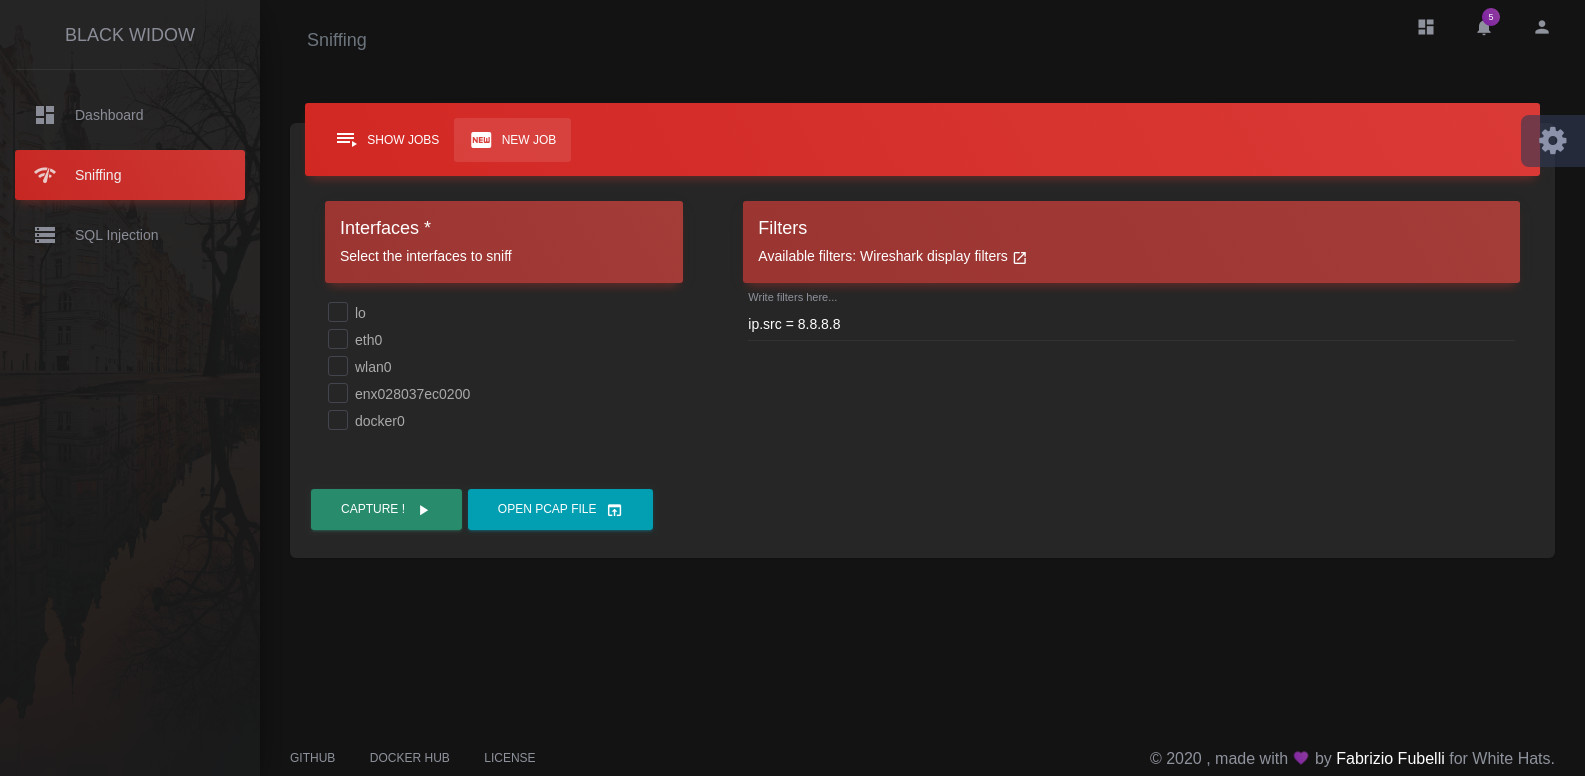 BLACK WIDOW
Dashboard
Sniffing
SQL Injection
Sniffing
5
SHOW JOBS
NEW NEW JOB
Interfaces *
Select the interfaces to sniff
lo
eth0
wlan0
enx028037ec0200
docker0
Filters
Available filters: Wireshark display filters
Write filters here...
ip.src = 8.8.8.8
CAPTURE !
OPEN PCAP FILE
GITHUB
DOCKER HUB
LICENSE
© 2020 , made with by Fabrizio Fubelli for White Hats.